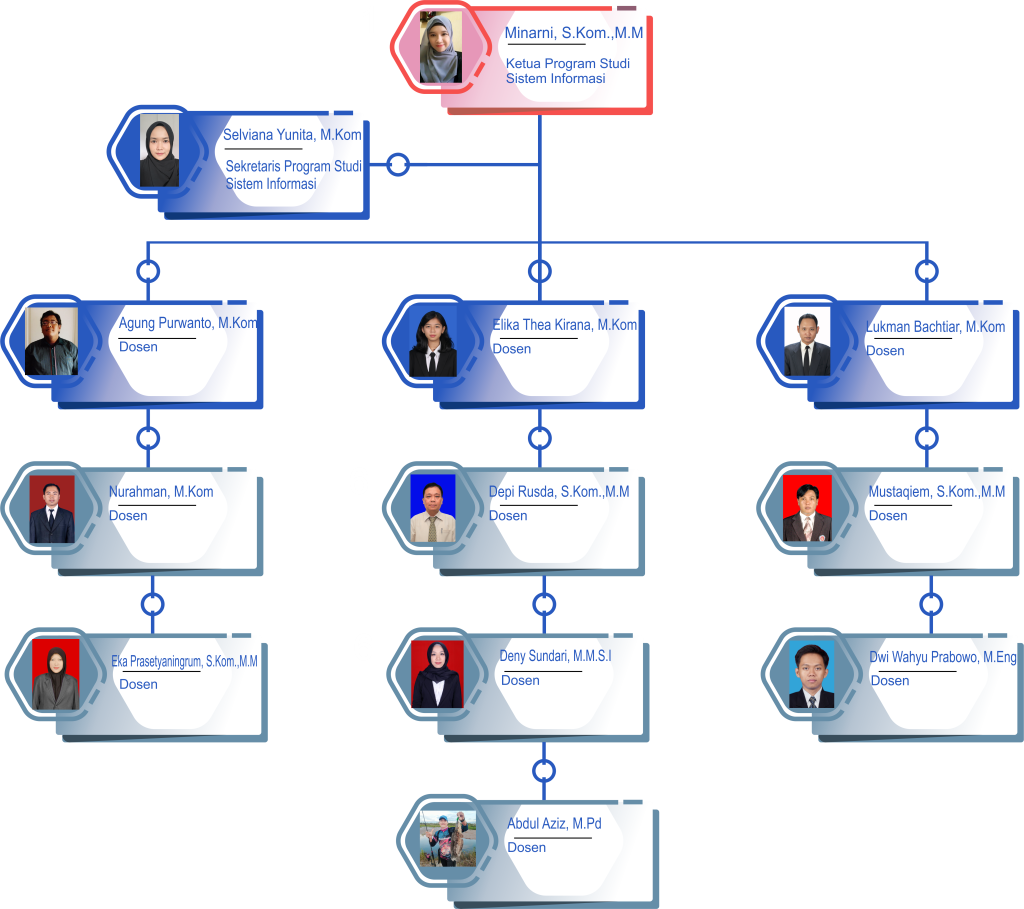 Minarni, S.Kom.,M.M
Ketua Program Studi
Sistem Informasi
Selviana Yunita, M.Kom
Sekretaris Program Studi
Sistem Informasi
Agung Purwanto, M.Kom
Dosen
Elika Thea Kirana, M.Kom
Dosen
Lukman Bachtiar, M.Kom
Dosen
Nurahman, M.Kom
Dosen
Depi Rusda, S.Kom.,M.M
Dosen
Mustaqiem, S.Kom.,M.M
Dosen
Eka Prasetyaningrum, S.Kom.,M.M
Dosen
Deny Sundari, M.M.S.I
Dosen
Dwi Wahyu Prabowo, M.Eng
Dosen
Abdul Aziz, M.Pd
Dosen